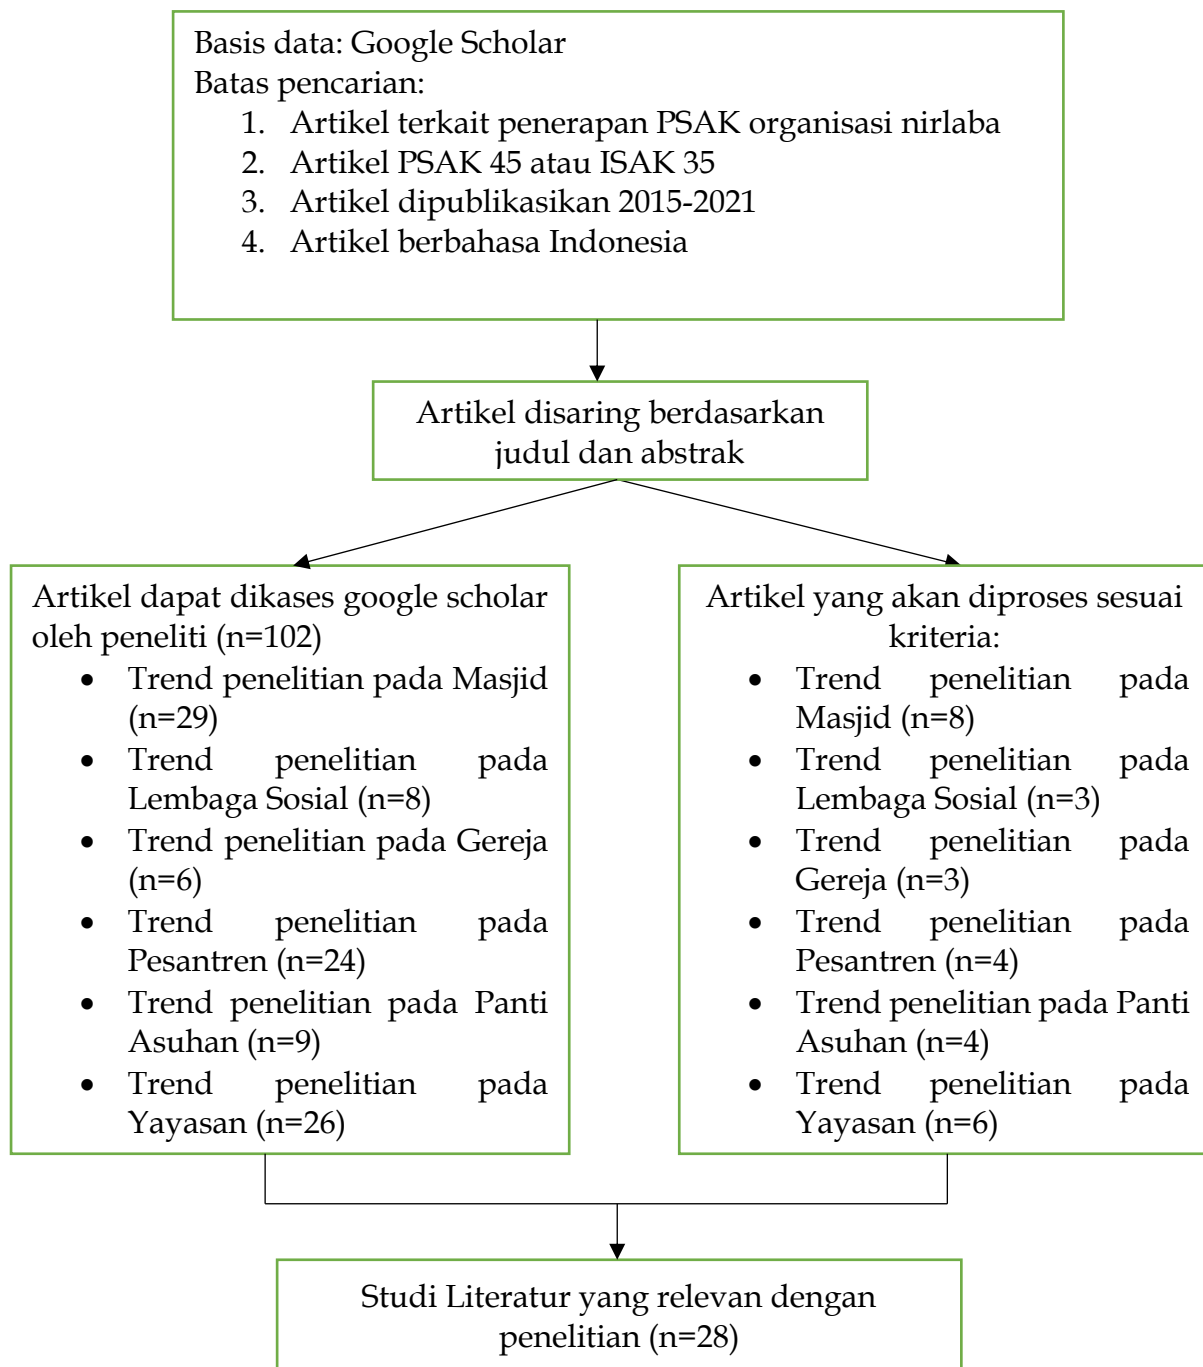 Basis data: Google Scholar
Batas pencarian:
1. Artikel terkait penerapan PSAK organisasi nirlaba
2. Artikel PSAK 45 atau ISAK 35
3. Artikel dipublikasikan 2015-2021
4. Artikel berbahasa Indonesia
Artikel disaring berdasarkan
judul dan abstrak
Artikel dapat dikases google scholar
oleh peneliti (n=102)
• Trend penelitian pada Masjid
(n=29)
• Trend penelitian pada
Lembaga Sosial (n=8)
• Trend penelitian pada Gereja
(n=6)
• Trend penelitian pada
Pesantren (n=24)
• Trend penelitian pada Panti
Asuhan (n=9)
• Trend penelitian pada
Yayasan (n=26)
Artikel yang akan diproses sesuai
kriteria:
• Trend penelitian pada
Masjid (n=8)
• Trend penelitian pada
Lembaga Sosial (n=3)
• Trend penelitian pada
Gereja (n=3)
• Trend penelitian pada
Pesantren (n=4)
• Trend penelitian pada Panti
Asuhan (n=4)
• Trend penelitian pada
Yayasan (n=6)
Studi Literatur yang relevan dengan
penelitian (n=28)